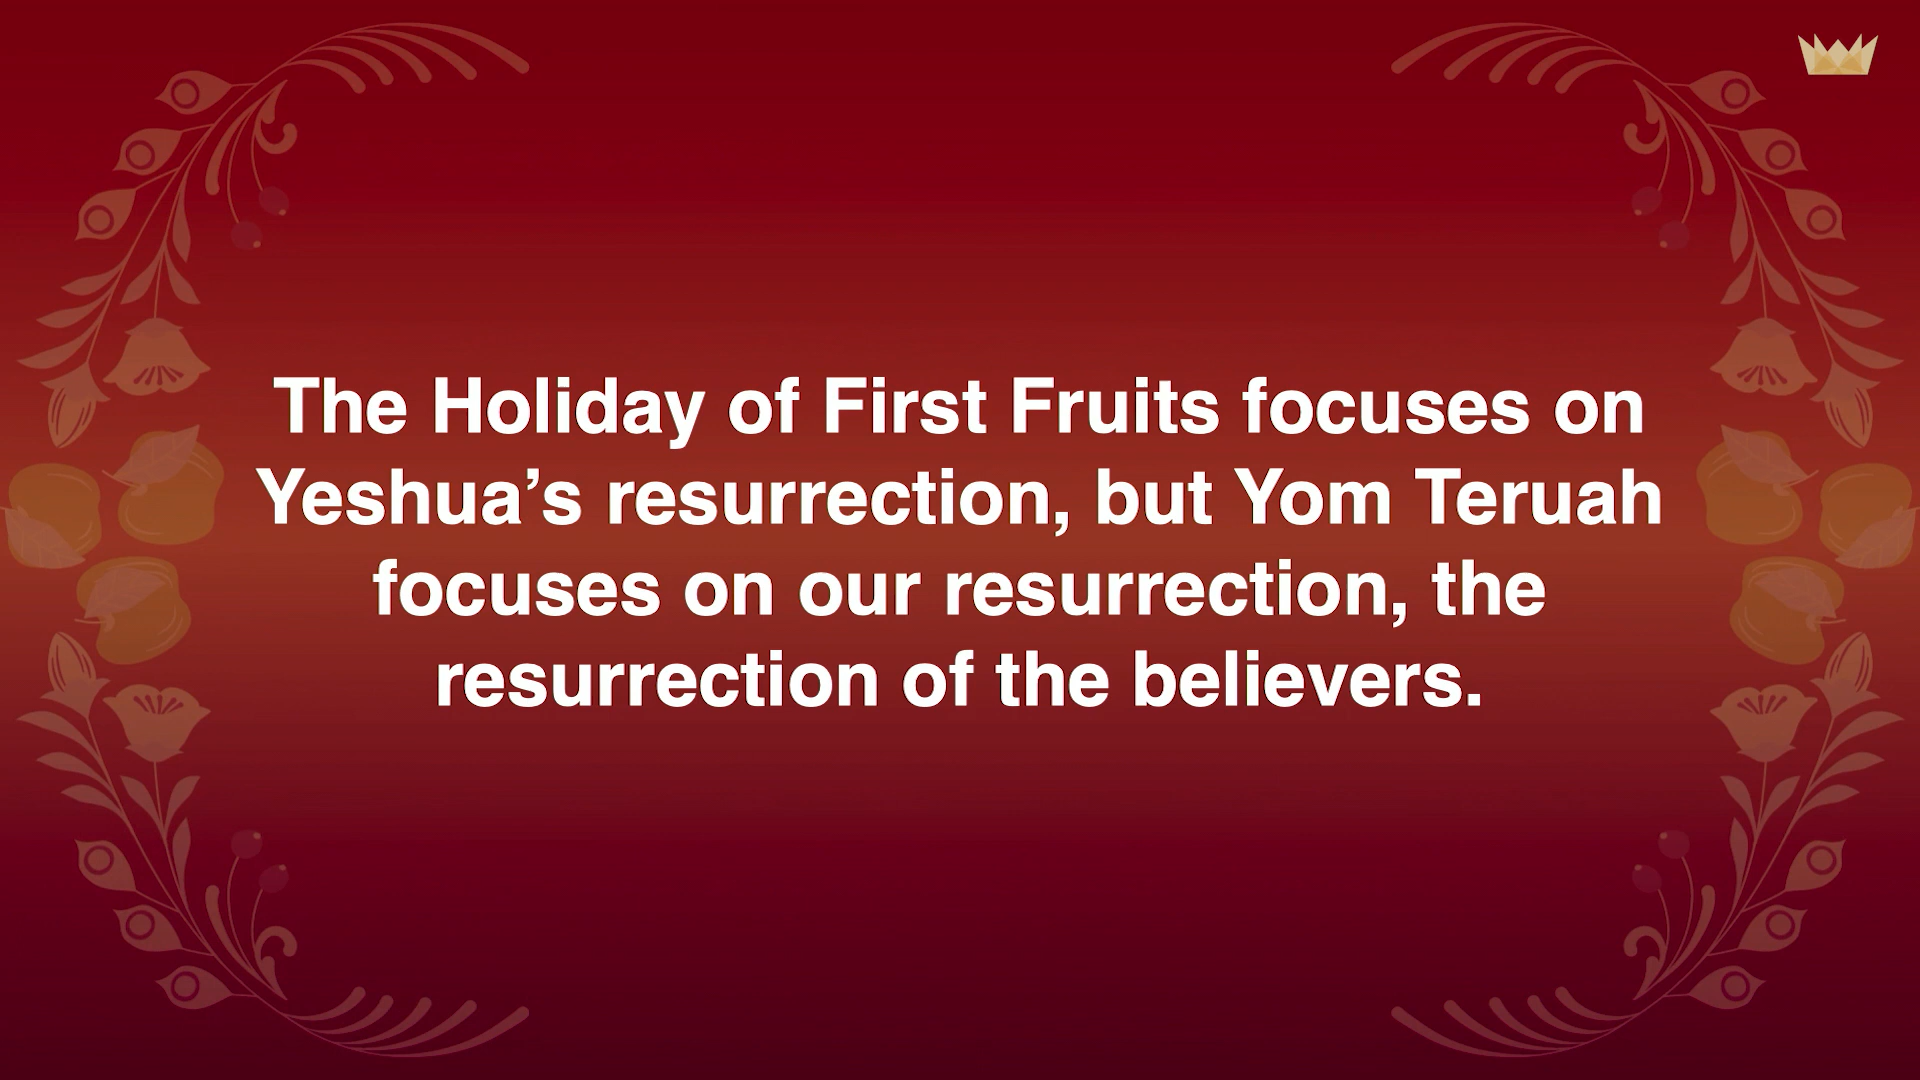 The Holiday of First Fruits focuses on
Yeshua’s resurrection, but Yom Teruah
focuses on our resurrection, the
resurrection of the believers.